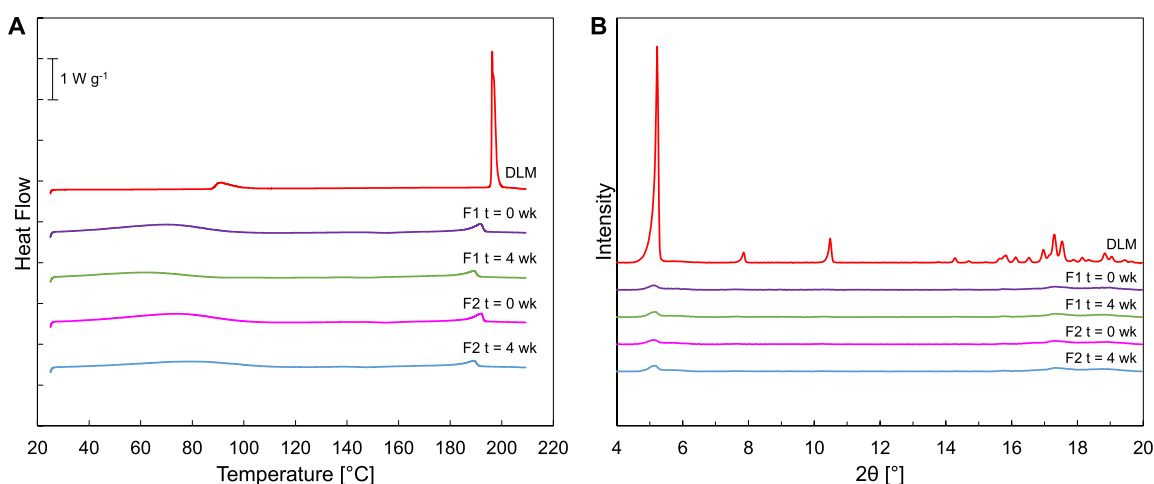 A
1 W g⁻¹
DLM
F1 t = 0 wk
F1 t = 4 wk
F2 t = 0 wk
F2 t = 4 wk
Heat Flow
20 40 60 80 100 120 140 160 180 200 220
Temperature [°C]
B
DLM
F1 t = 0 wk
F1 t = 4 wk
F2 t = 0 wk
F2 t = 4 wk
Intensity
4 6 8 10 12 14 16 18 20
2θ [°]